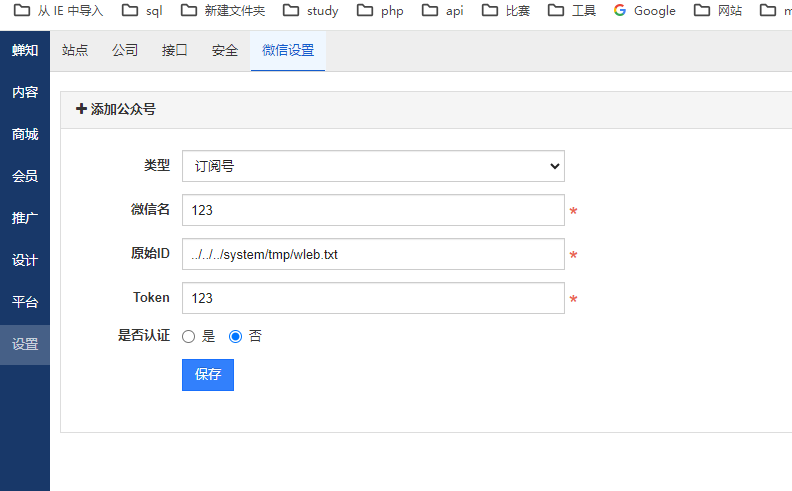 从 IE 中导入 sql 新建文件夹 study php api 比赛 工具 Google 网站 m
蝉知 站点 公司 接口 安全 微信设置
内容
商城
会员
推广
设计
平台
设置
添加公众号
类型 订阅号
微信名 123 *
原始ID ../../../system/tmp/wleb.txt *
Token 123 *
是否认证 是 否
保存